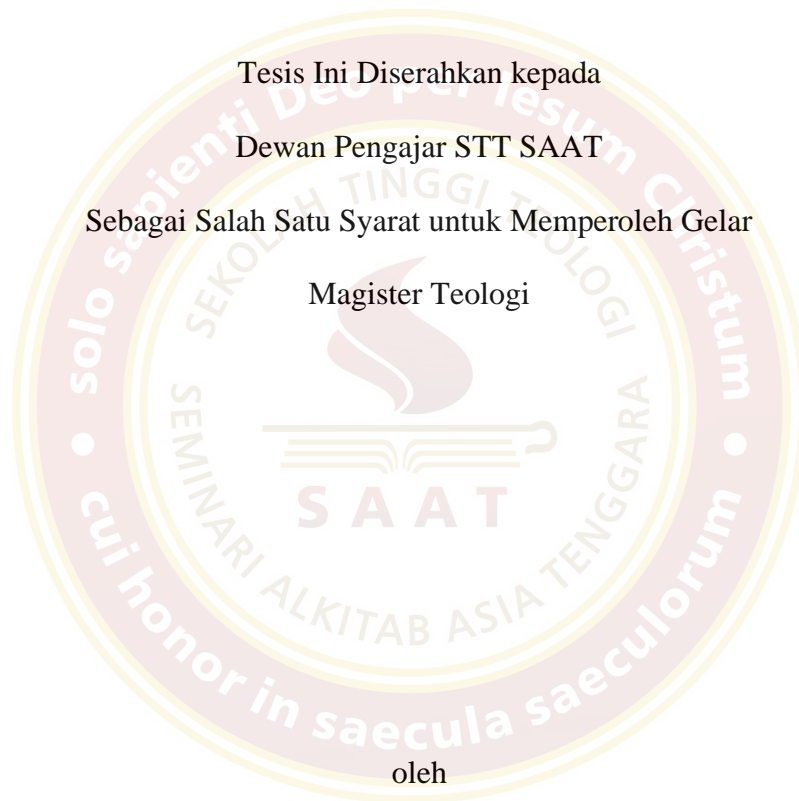 Tesis Ini Diserahkan kepada
Dewan Pengajar STT SAAT
Sebagai Salah Satu Syarat untuk Memperoleh Gelar
Magister Teologi
solo sapienti Deo per Iesum Christum
SEKOLAH TINGGI TEOLOGI
SAAT
SEMINARI ALKITAB ASIA TENGGARA
cui honor in saecula saeculorum
oleh